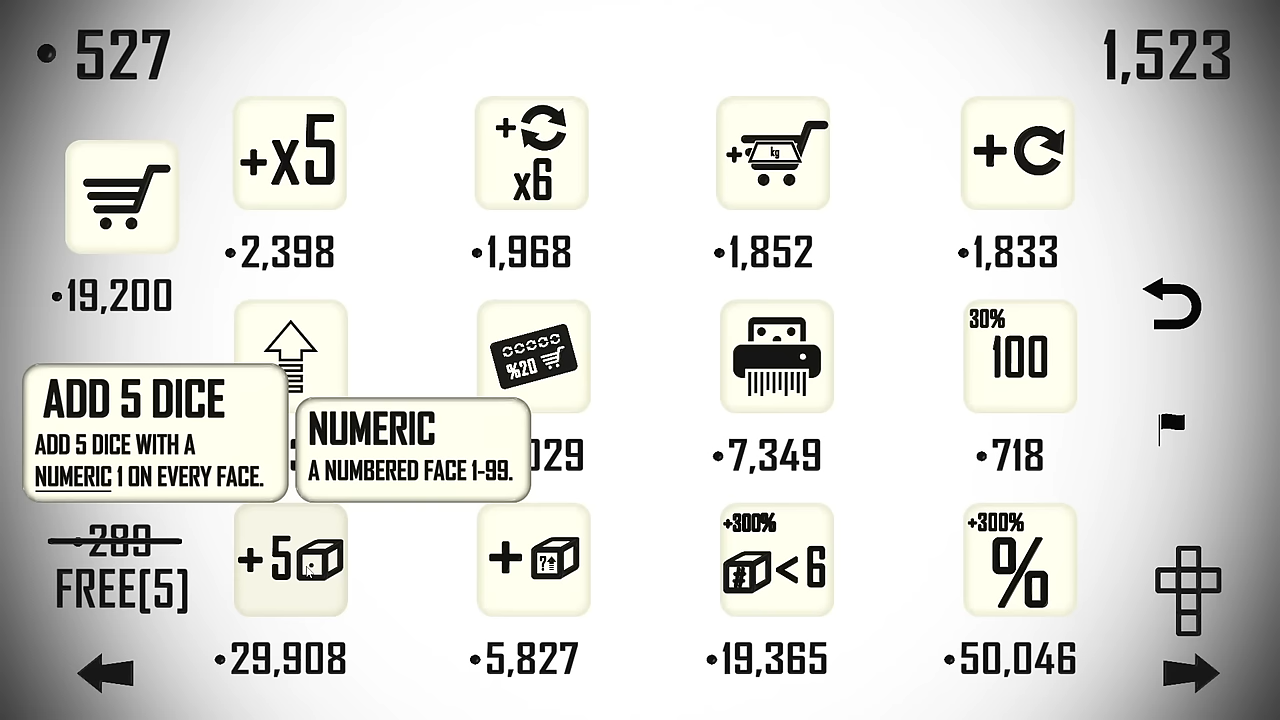 527
1,523
+x5
+
x6
+ kg
+
2,398
1,968
1,852
1,833
19,200
%20
30%
100
ADD 5 DICE
ADD 5 DICE WITH A
NUMERIC 1 ON EVERY FACE.
NUMERIC
A NUMBERED FACE 1-99.
029
7,349
718
289
FREE[5]
+ 5
+ ?
+300%
# < 6
+300%
%
29,908
5,827
19,365
50,046